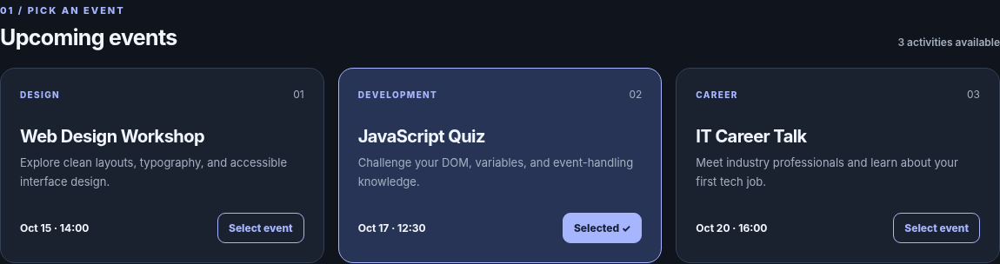 01 / PICK AN EVENT
Upcoming events
3 activities available
DESIGN
01
Web Design Workshop
Explore clean layouts, typography, and accessible
interface design.
Oct 15 · 14:00
Select event
DEVELOPMENT
02
JavaScript Quiz
Challenge your DOM, variables, and event-handling
knowledge.
Oct 17 · 12:30
Selected ✓
CAREER
03
IT Career Talk
Meet industry professionals and learn about your
first tech job.
Oct 20 · 16:00
Select event